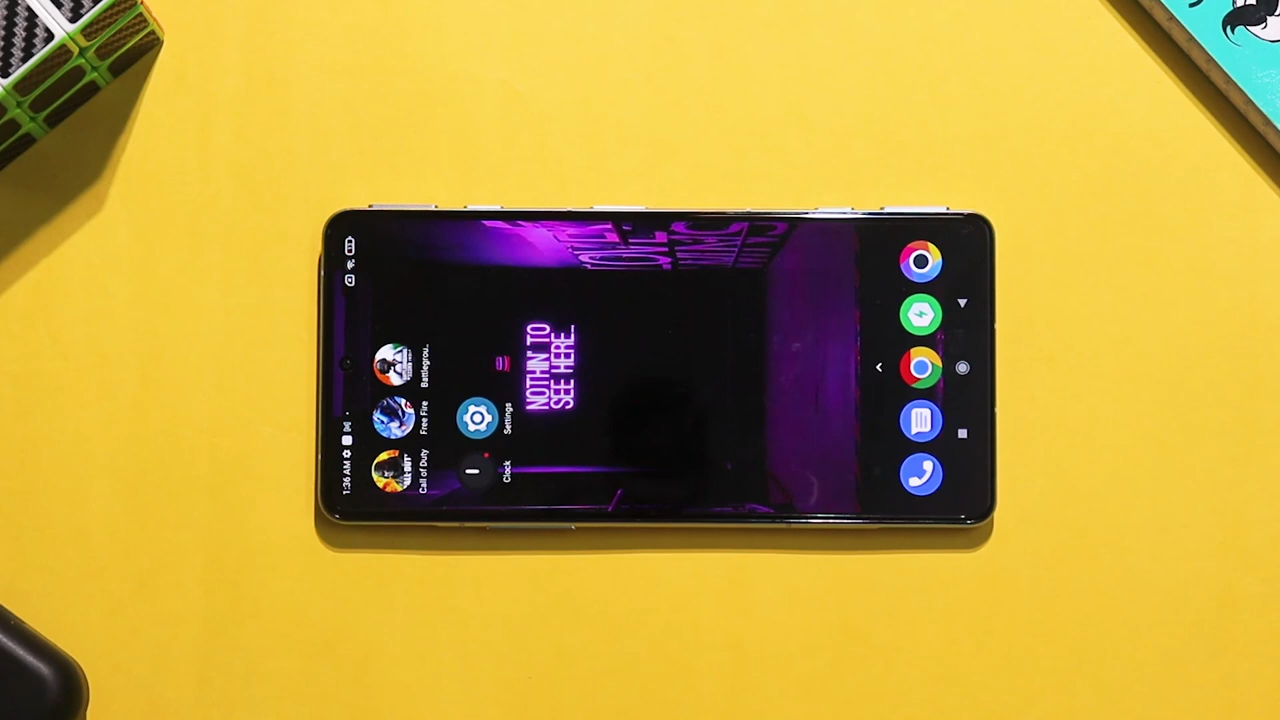 1:36 AM
Call of Duty
Free Fire
Battlegrou..
Clock
Settings
NOTHIN' TO
SEE HERE...